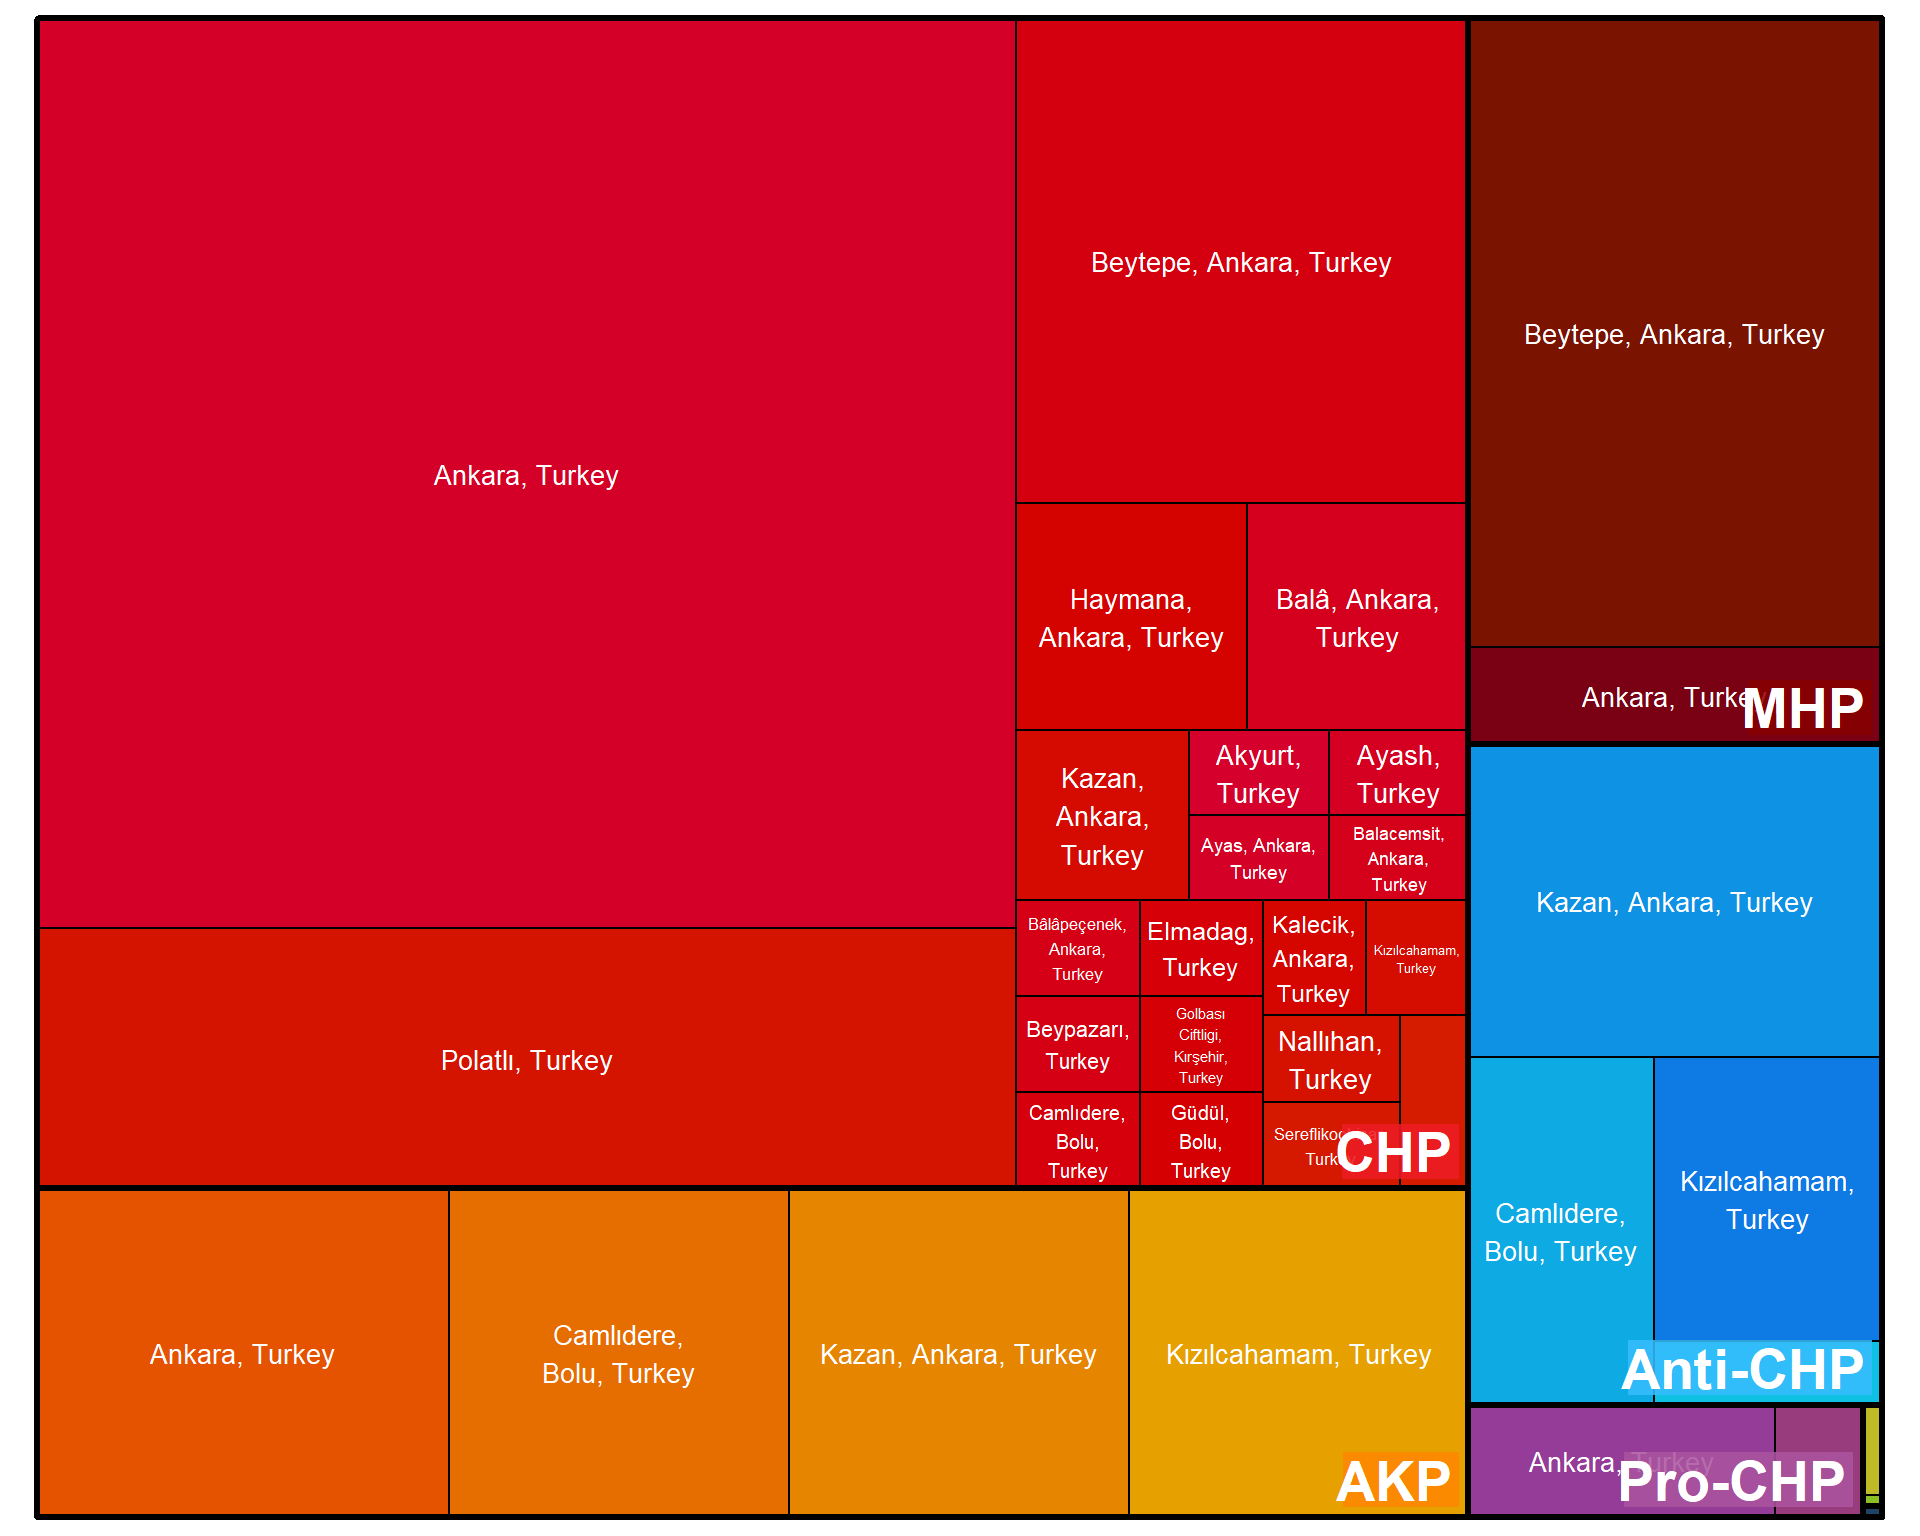 Ankara, Turkey
Polatlı, Turkey
Beytepe, Ankara, Turkey
Haymana,
Ankara, Turkey
Balâ, Ankara,
Turkey
Kazan,
Ankara,
Turkey
Akyurt,
Turkey
Ayash,
Turkey
Ayas, Ankara,
Turkey
Balacemsit,
Ankara,
Turkey
Bâlâpeçenek,
Ankara,
Turkey
Elmadag,
Turkey
Kalecik,
Ankara,
Turkey
Kızılcahamam,
Turkey
Beypazarı,
Turkey
Golbası
Ciftligi,
Kırşehir,
Turkey
Nallıhan,
Turkey
Camlıdere,
Bolu,
Turkey
Güdül,
Bolu,
Turkey
Turkey
CHP
Ankara, Turkey
Camlıdere,
Bolu, Turkey
Kazan, Ankara, Turkey
Kızılcahamam, Turkey
AKP
Beytepe, Ankara, Turkey
Ankara, Turkey
MHP
Kazan, Ankara, Turkey
Camlıdere,
Bolu, Turkey
Kızılcahamam,
Turkey
Anti-CHP
Ankara, Turkey
Pro-CHP